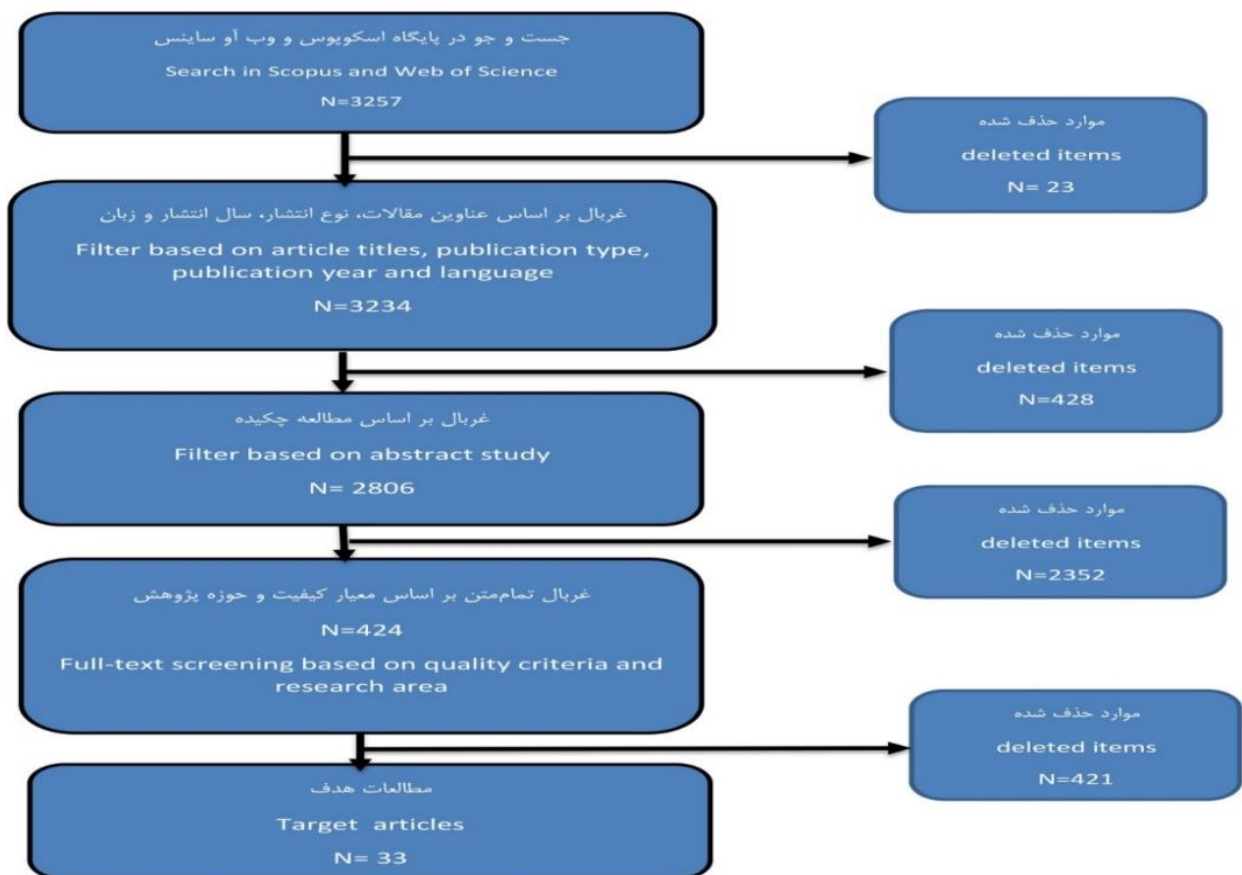 جست و جو در پایگاه اسکوپوس و وب آو ساینس
Search in Scopus and Web of Science
N=3257
موارد حذف شده
deleted items
N= 23
غربال بر اساس عناوین مقالات، نوع انتشار، سال انتشار و زبان
Filter based on article titles, publication type,
publication year and language
N=3234
موارد حذف شده
deleted items
N=428
غربال بر اساس مطالعه چکیده
Filter based on abstract study
N= 2806
موارد حذف شده
deleted items
N=2352
غربال تمام‌متن بر اساس معیار کیفیت و حوزه پژوهش
N=424
Full-text screening based on quality criteria and
research area
موارد حذف شده
deleted items
N=421
مطالعات هدف
Target articles
N= 33